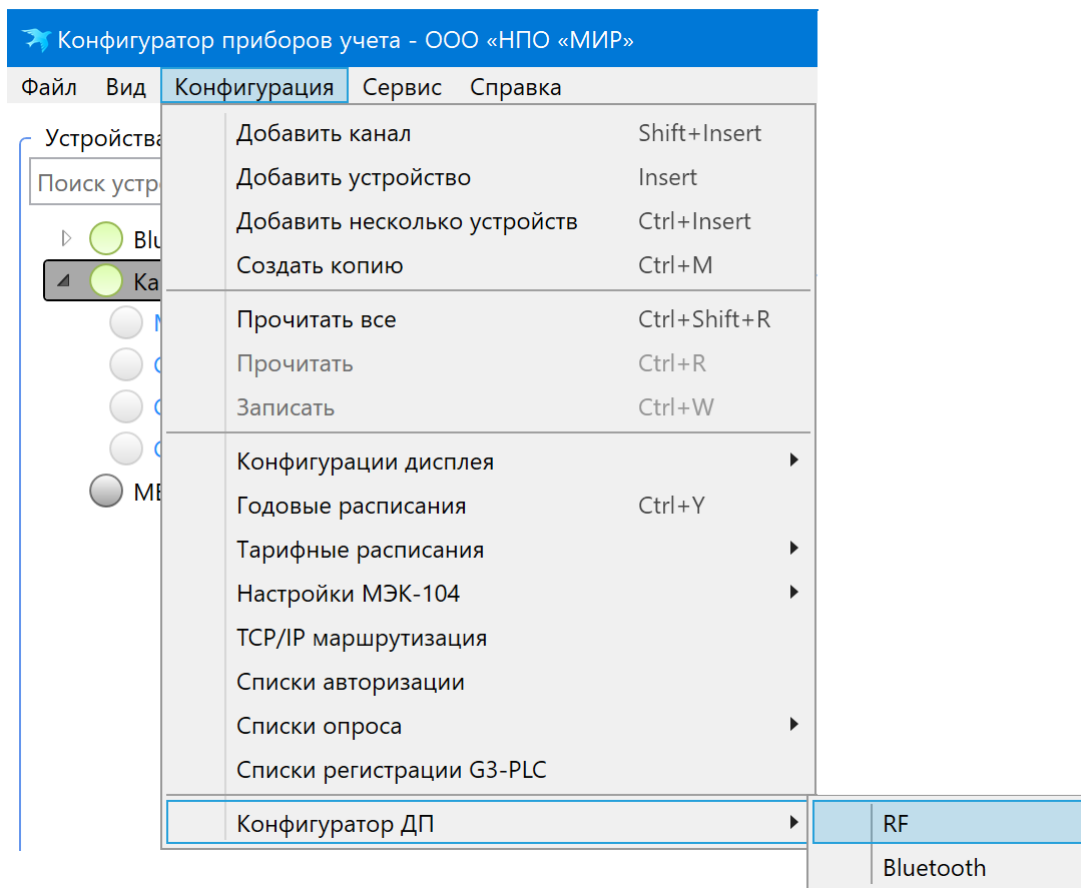 Конфигуратор приборов учета - ООО «НПО «МИР»
Файл Вид Конфигурация Сервис Справка
Устройства
Поиск
Добавить канал Shift+Insert
Добавить устройство Insert
Добавить несколько устройств Ctrl+Insert
Создать копию Ctrl+M
Прочитать все Ctrl+Shift+R
Прочитать Ctrl+R
Записать Ctrl+W
Конфигурации дисплея
Годовые расписания Ctrl+Y
Тарифные расписания
Настройки МЭК-104
TCP/IP маршрутизация
Списки авторизации
Списки опроса
Списки регистрации G3-PLC
Конфигуратор ДП
RF
Bluetooth